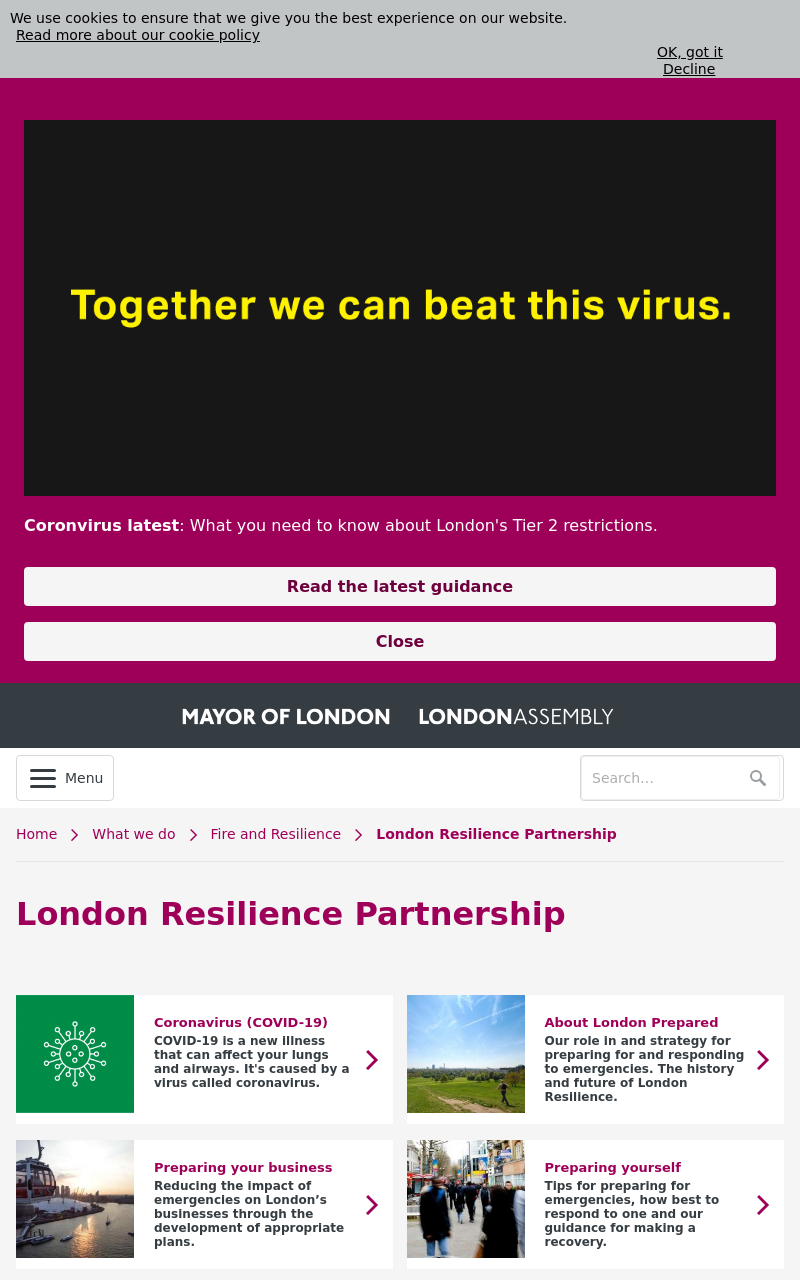 We use cookies to ensure that we give you the best experience on our website.
Read more about our cookie policy
OK, got it
Decline
Together we can beat this virus.
Coronvirus latest: What you need to know about London's Tier 2 restrictions.
Read the latest guidance
Close
MAYOR OF LONDON LONDONASSEMBLY
Menu
Search...
Home > What we do > Fire and Resilience > London Resilience Partnership
London Resilience Partnership
Coronavirus (COVID-19)
COVID-19 is a new illness
that can affect your lungs
and airways. It's caused by a
virus called coronavirus.
About London Prepared
Our role in and strategy for
preparing for and responding
to emergencies. The history
and future of London
Resilience.
Preparing your business
Reducing the impact of
emergencies on London’s
businesses through the
development of appropriate
plans.
Preparing yourself
Tips for preparing for
emergencies, how best to
respond to one and our
guidance for making a
recovery.